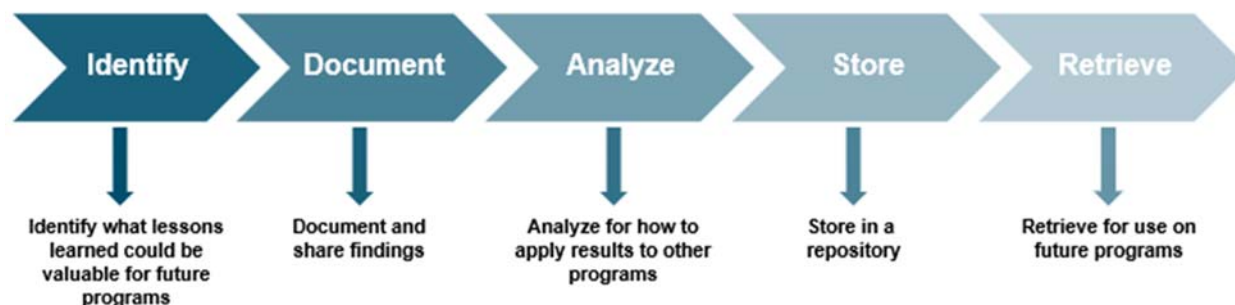 Identify
Document
Analyze
Store
Retrieve
Identify what lessons
learned could be
valuable for future
programs
Document and
share findings
Analyze for how to
apply results to other
programs
Store in a
repository
Retrieve for use on
future programs